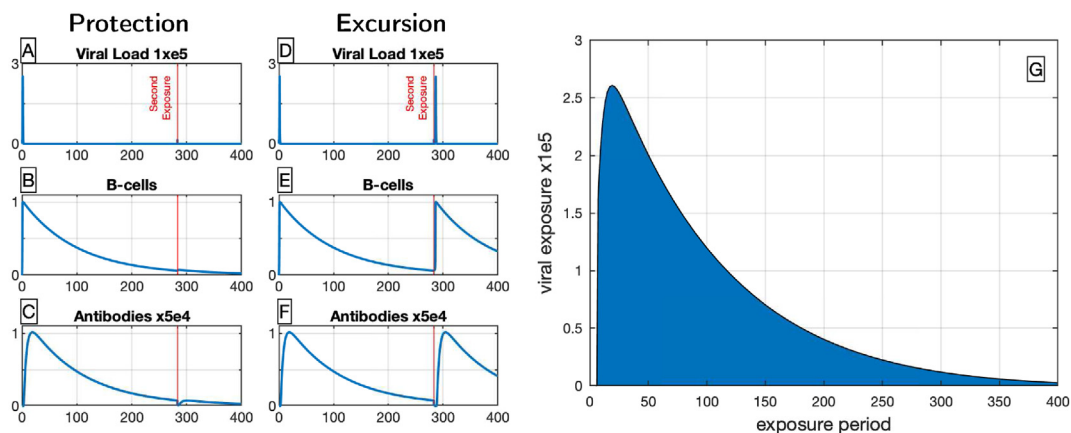 Protection
A
Viral Load 1xe5
3
Second
Exposure
0
0 100 200 300 400
B
B-cells
1
0
0 100 200 300 400
C
Antibodies x5e4
1
0
0 100 200 300 400
Excursion
D
Viral Load 1xe5
3
Second
Exposure
0
0 100 200 300 400
E
B-cells
1
0
0 100 200 300 400
F
Antibodies x5e4
1
0
0 100 200 300 400
G
viral exposure x1e5
3
2.5
2
1.5
1
0.5
0
0 50 100 150 200 250 300 350 400
exposure period